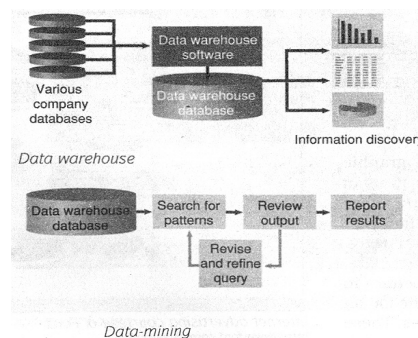 Various
company
databases
Data warehouse
software
Data warehouse
database
Information discovery
Data warehouse
Data warehouse
database
Search for
patterns
Review
output
Report
results
Revise
and refine
query
Data-mining